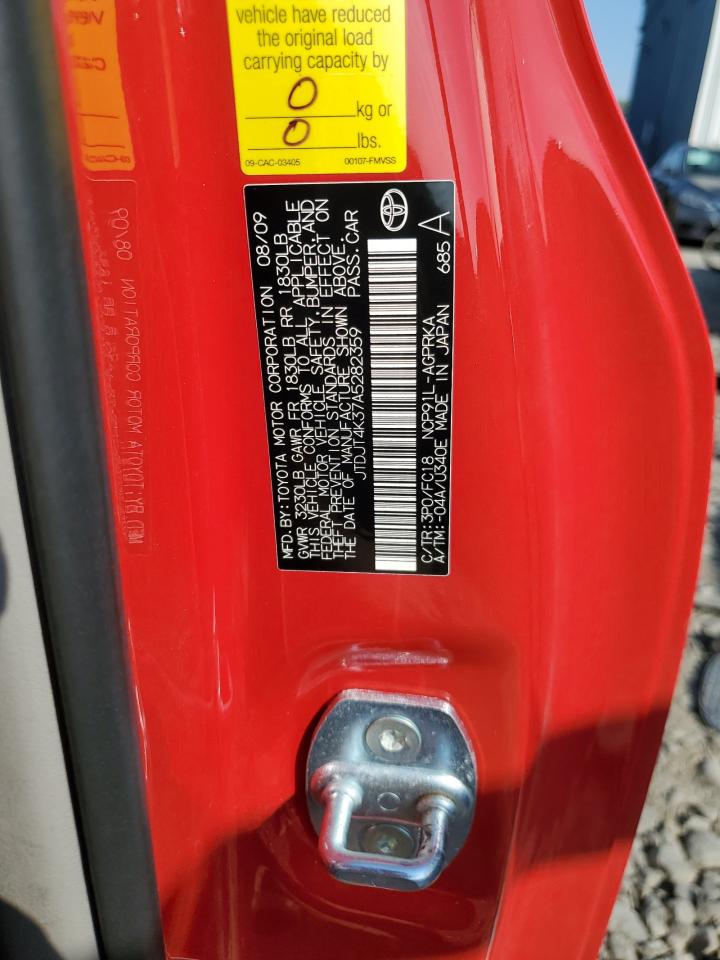 vehicle have reduced
the original load
carrying capacity by
0 kg or
0 lbs.
09-CAC-03405 00107-FMVSS
MFD. BY: TOYOTA MOTOR CORPORATION 08/09
GVWR 3230LB GAWR FR 1830LB RR 1830LB
THIS VEHICLE CONFORMS TO ALL APPLICABLE
FEDERAL MOTOR VEHICLE SAFETY, BUMPER, AND
THEFT PREVENTION STANDARDS IN EFFECT ON
THE DATE OF MANUFACTURE SHOWN ABOVE.
JTDJT4K37A5282359 PASS. CAR
C/TR:3P0/FC18 NCP91L-AGPRKA
A/TM:-04A/U340E MADE IN JAPAN
685 A